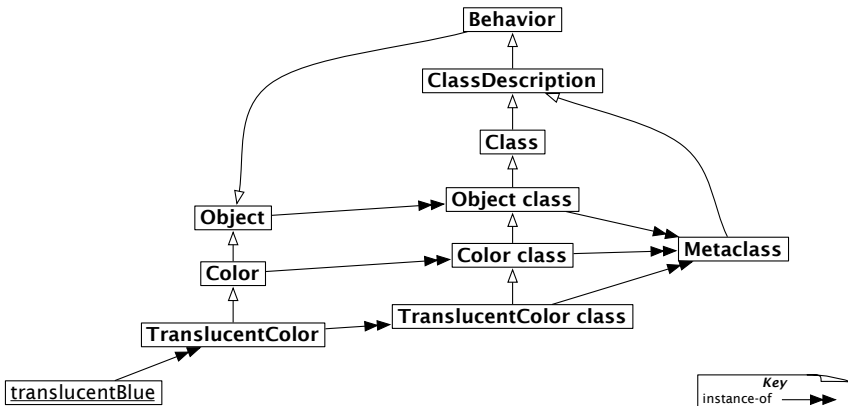 Behavior
ClassDescription
Class
Object class
Object
Metaclass
Color class
Color
TranslucentColor class
TranslucentColor
translucentBlue
Key
instance-of